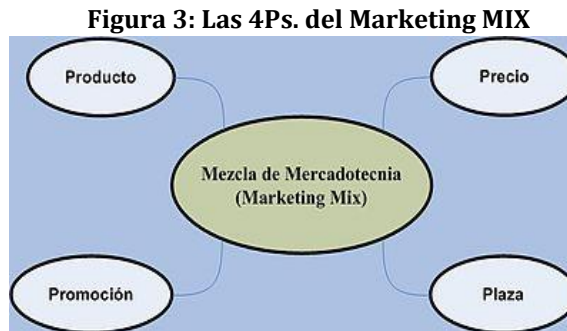 Figura 3: Las 4Ps. del Marketing MIX
Producto
Precio
Mezcla de Mercadotecnia
(Marketing Mix)
Promoción
Plaza